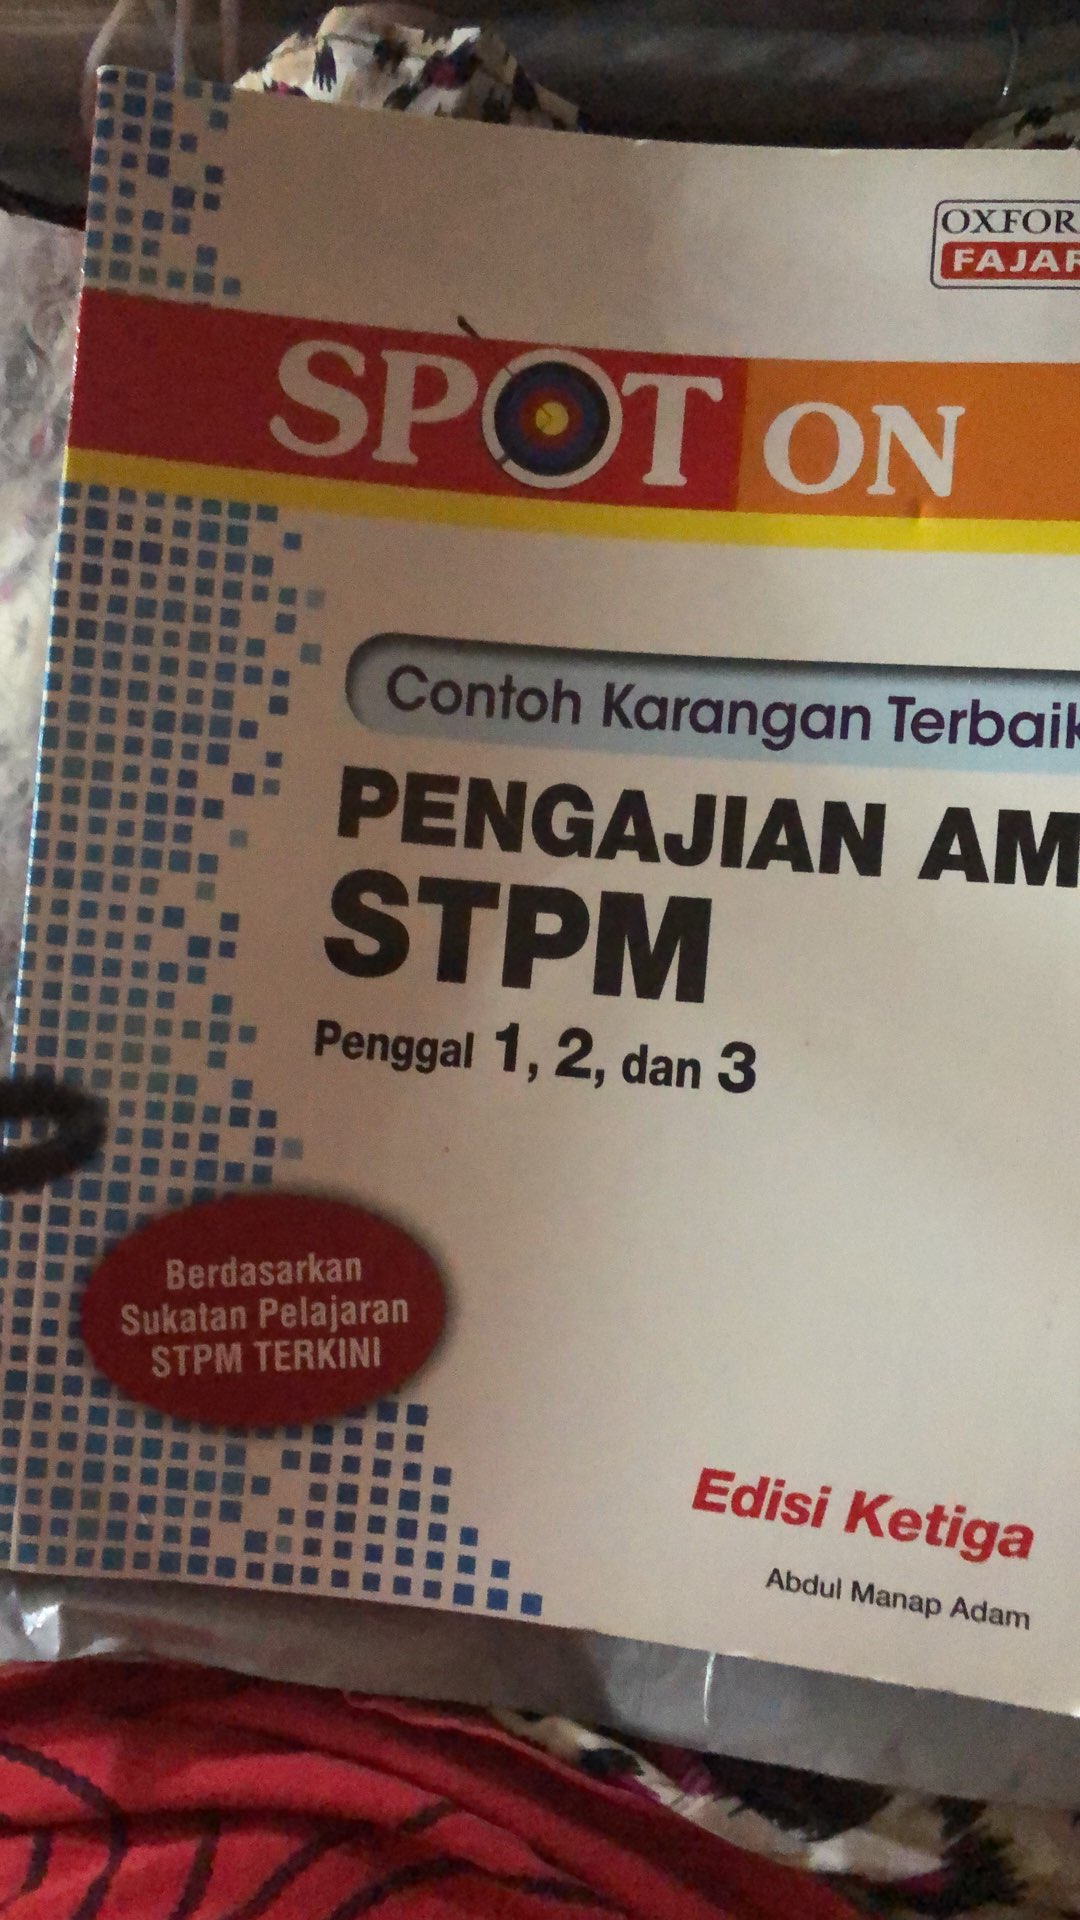 OXFOR
FAJAR
SPOT ON
Contoh Karangan Terbaik
PENGAJIAN AM
STPM
Penggal 1, 2, dan 3
Berdasarkan
Sukatan Pelajaran
STPM TERKINI
Edisi Ketiga
Abdul Manap Adam